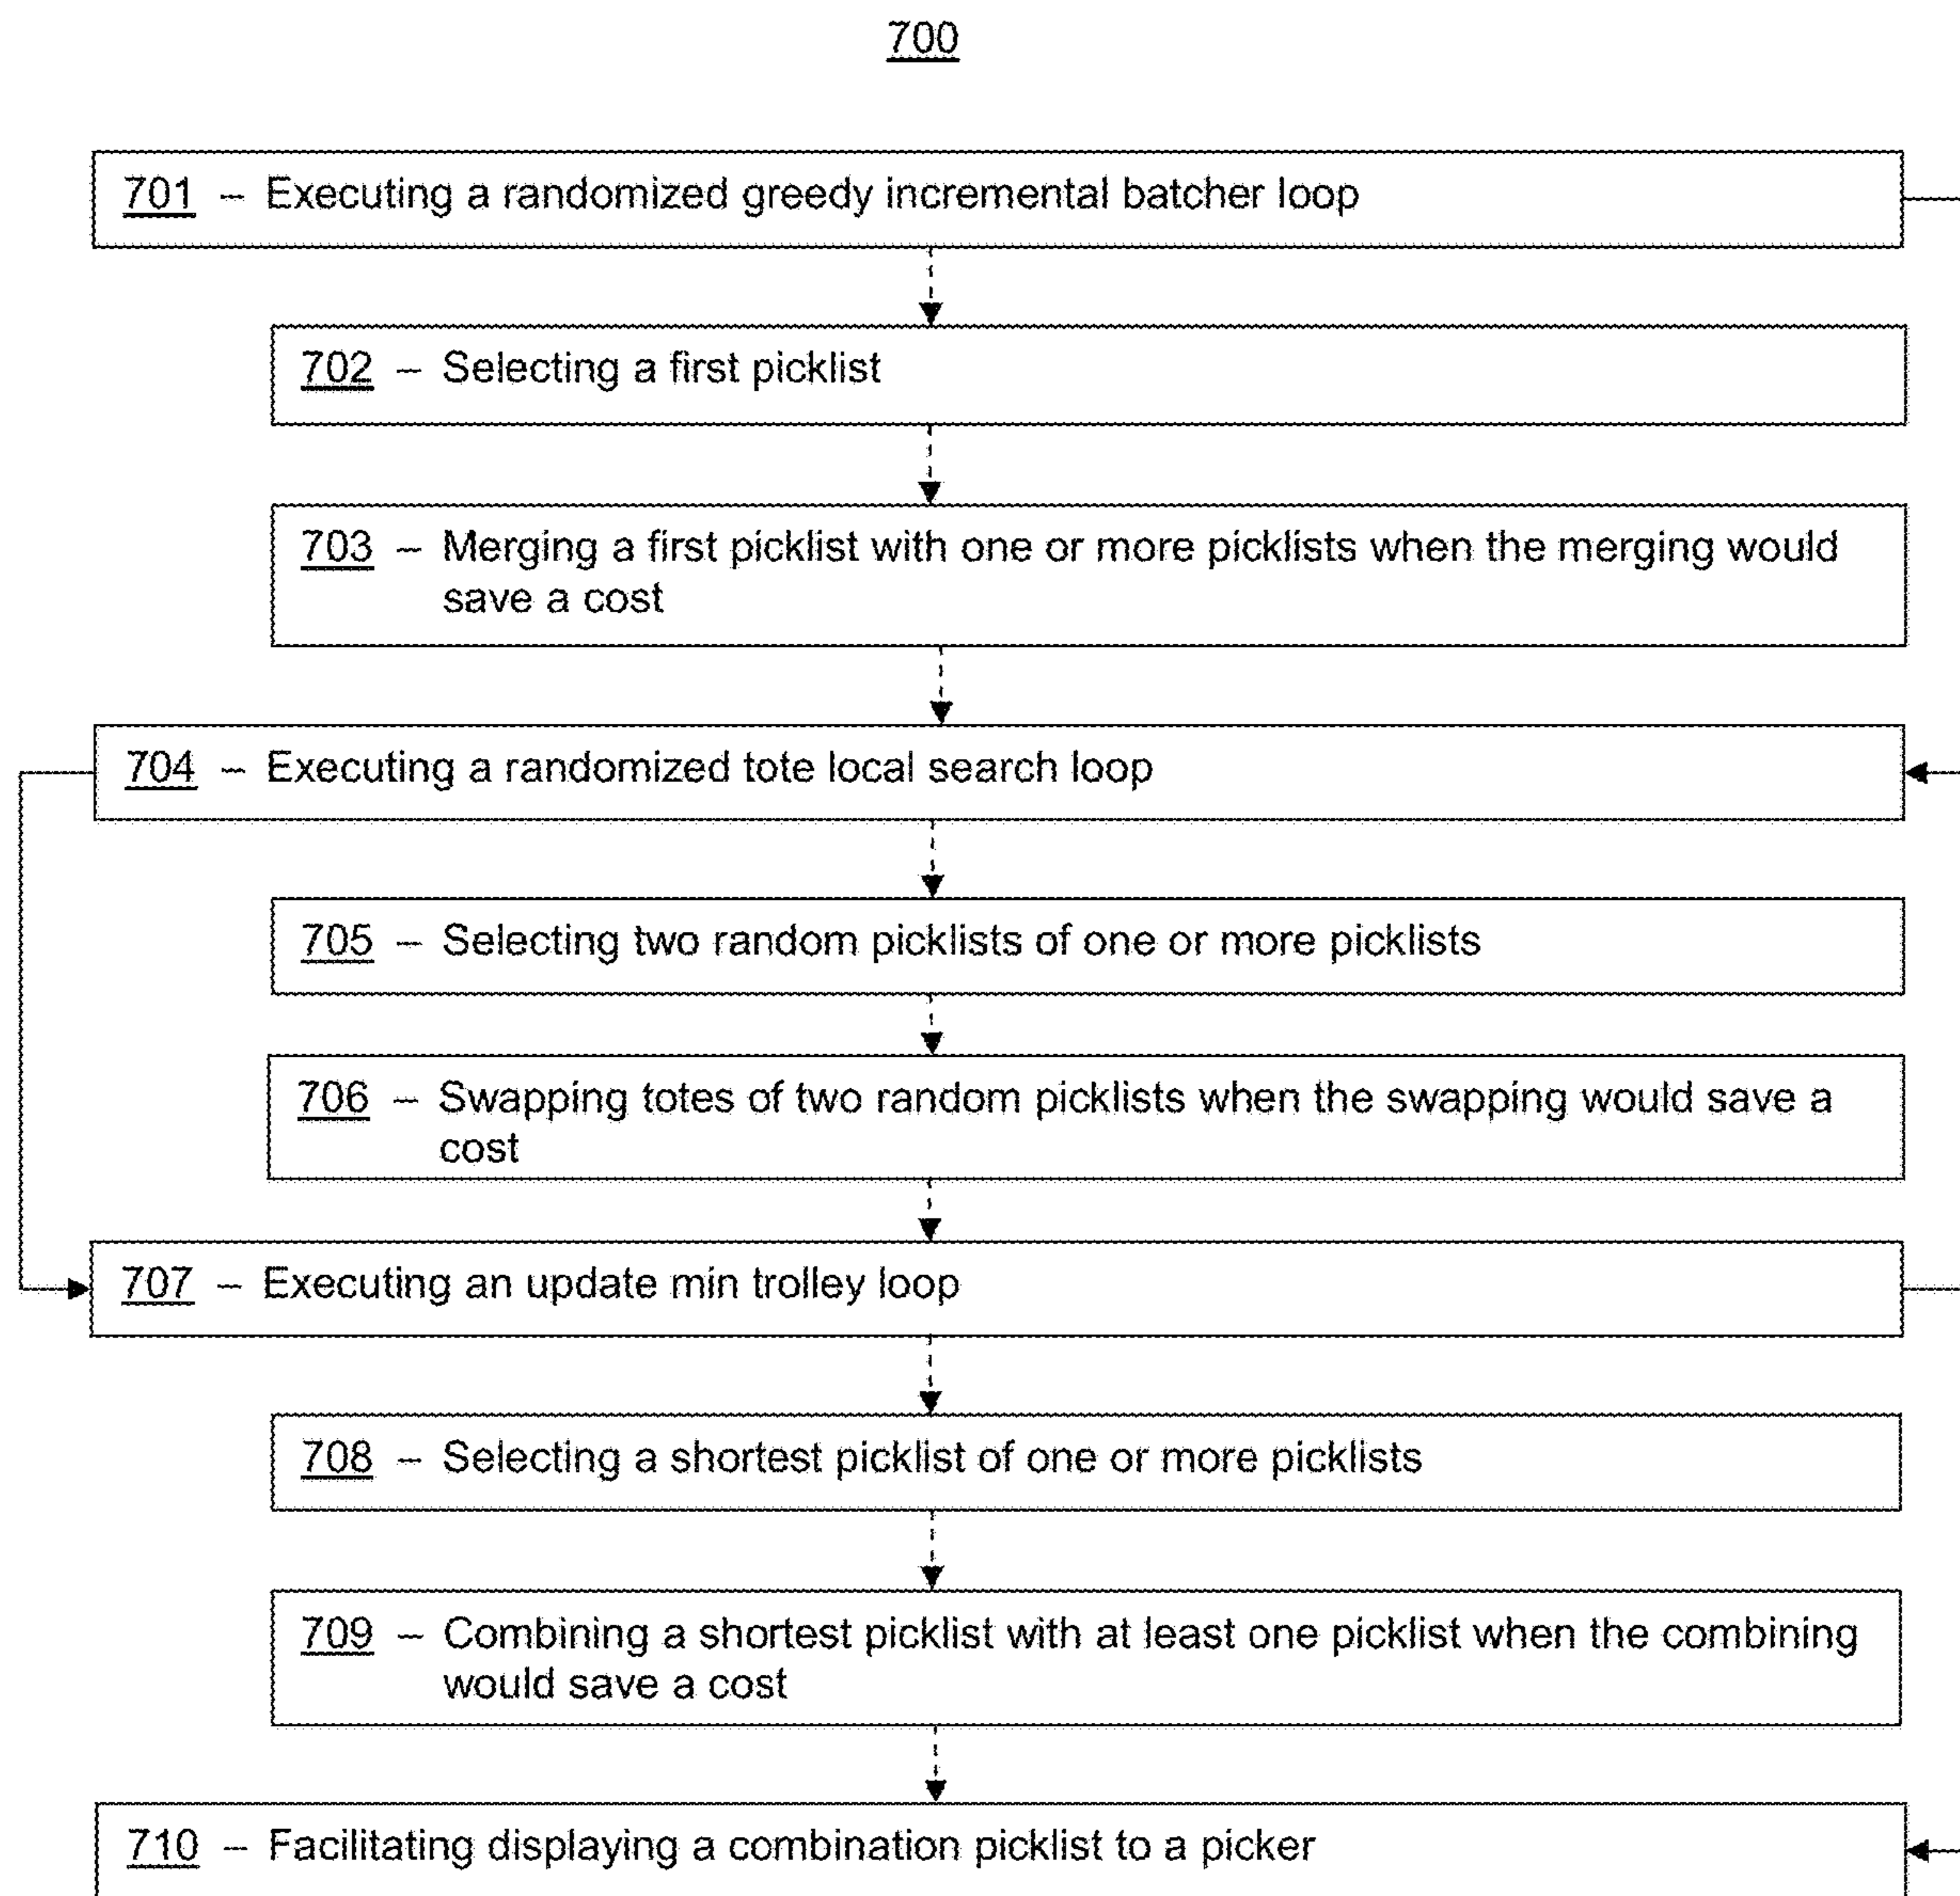 700
701 – Executing a randomized greedy incremental batcher loop
702 – Selecting a first picklist
703 – Merging a first picklist with one or more picklists when the merging would
save a cost
704 – Executing a randomized tote local search loop
705 – Selecting two random picklists of one or more picklists
706 – Swapping totes of two random picklists when the swapping would save a
cost
707 – Executing an update min trolley loop
708 – Selecting a shortest picklist of one or more picklists
709 – Combining a shortest picklist with at least one picklist when the combining
would save a cost
710 – Facilitating displaying a combination picklist to a picker